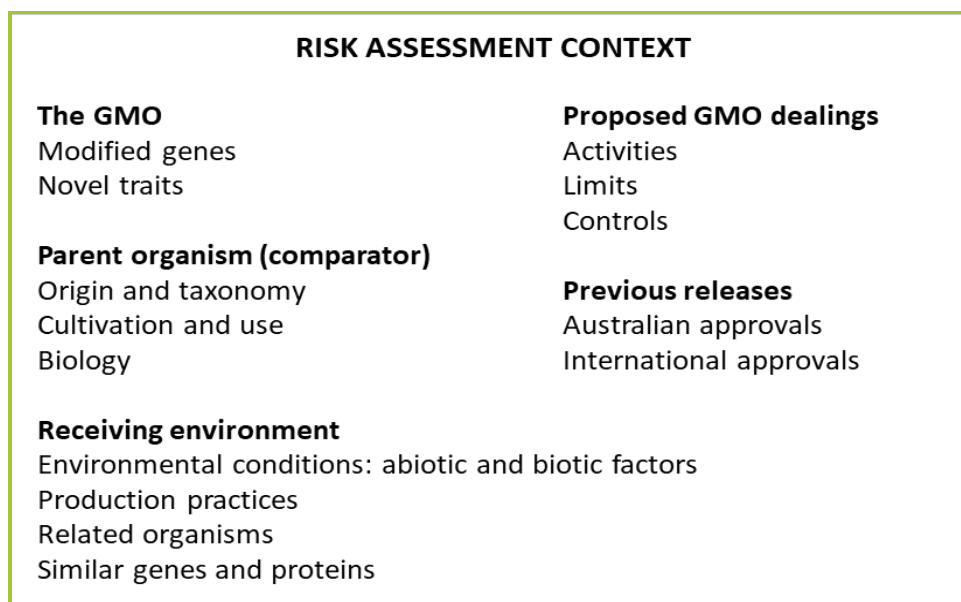 RISK ASSESSMENT CONTEXT
The GMO
Modified genes
Novel traits
Parent organism (comparator)
Origin and taxonomy
Cultivation and use
Biology
Proposed GMO dealings
Activities
Limits
Controls
Previous releases
Australian approvals
International approvals
Receiving environment
Environmental conditions: abiotic and biotic factors
Production practices
Related organisms
Similar genes and proteins